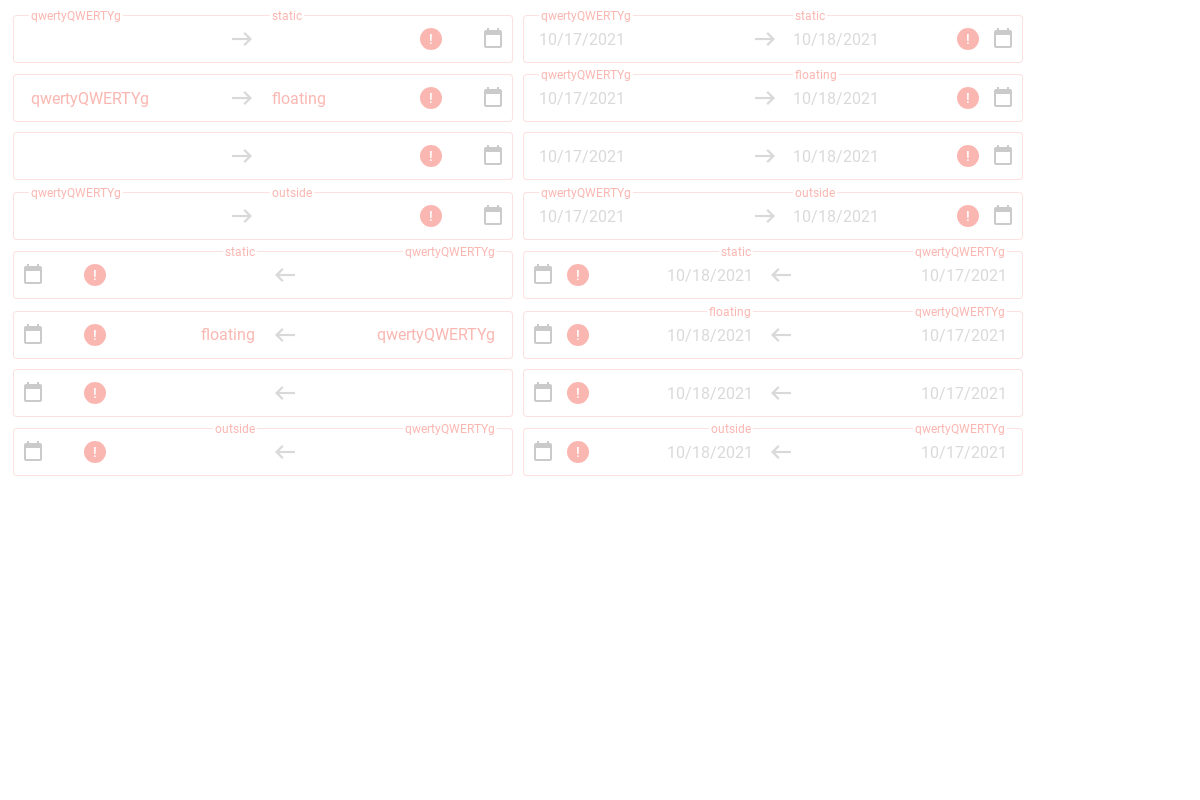 qwertyQWERTYg static qwertyQWERTYg static
10/17/2021 10/18/2021
qwertyQWERTYg floating
qwertyQWERTYg floating 10/17/2021 10/18/2021
10/17/2021 10/18/2021
qwertyQWERTYg outside qwertyQWERTYg outside
10/17/2021 10/18/2021
static qwertyQWERTYg static qwertyQWERTYg
10/18/2021 10/17/2021
floating qwertyQWERTYg
floating qwertyQWERTYg 10/18/2021 10/17/2021
10/18/2021 10/17/2021
outside qwertyQWERTYg outside qwertyQWERTYg
10/18/2021 10/17/2021